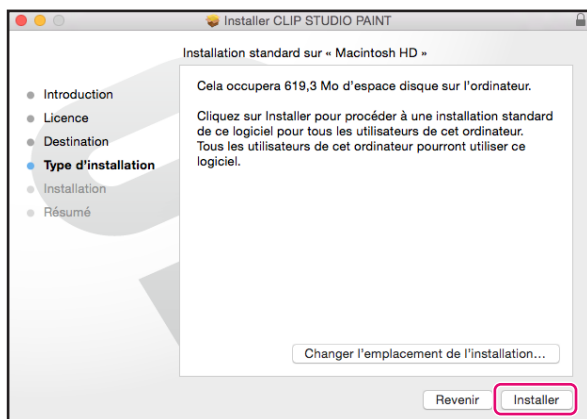 Installer CLIP STUDIO PAINT
Installation standard sur « Macintosh HD »
Introduction
Licence
Destination
Type d'installation
Installation
Résumé
Cela occupera 619,3 Mo d'espace disque sur l'ordinateur.
Cliquez sur Installer pour procéder à une installation standard
de ce logiciel pour tous les utilisateurs de cet ordinateur.
Tous les utilisateurs de cet ordinateur pourront utiliser ce
logiciel.
Changer l'emplacement de l'installation...
Revenir
Installer